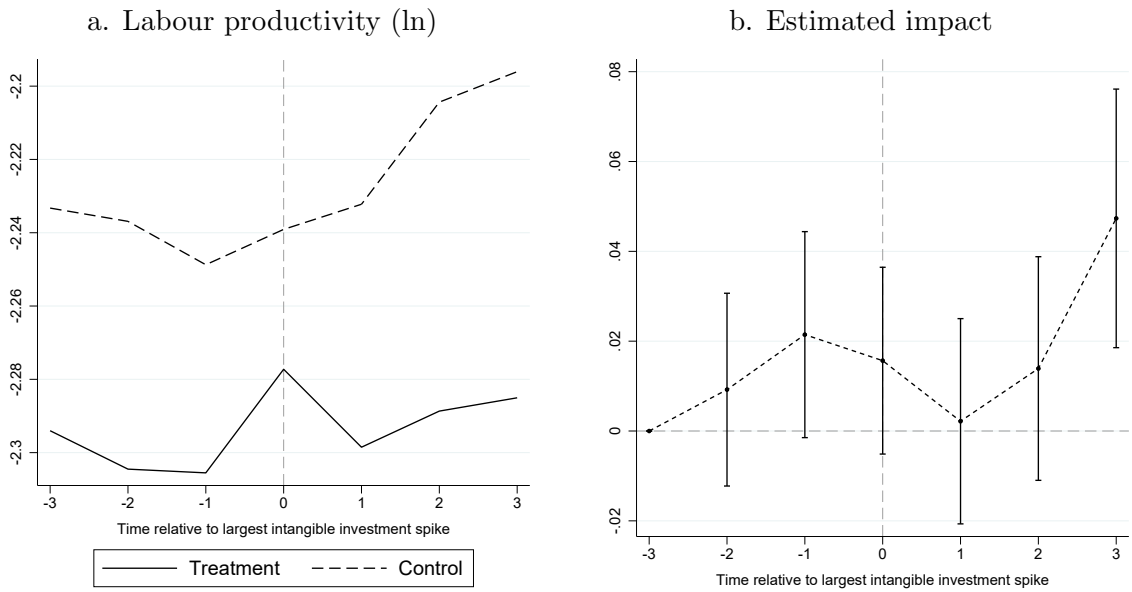 a. Labour productivity (ln)
-2.2
-2.22
-2.24
-2.26
-2.28
-2.3
-3 -2 -1 0 1 2 3
Time relative to largest intangible investment spike
Treatment Control
b. Estimated impact
.08
.06
.04
.02
0
-.02
-3 -2 -1 0 1 2 3
Time relative to largest intangible investment spike